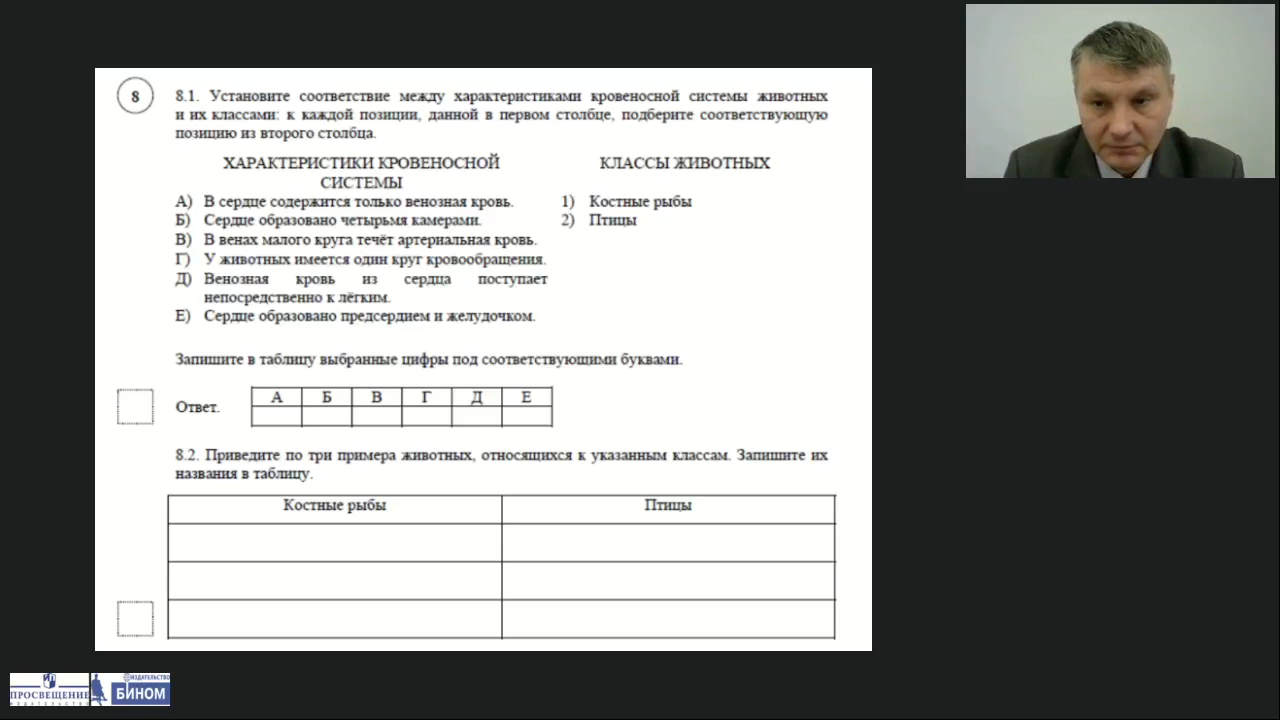 8
8.1. Установите соответствие между характеристиками кровеносной системы животных
и их классами: к каждой позиции, данной в первом столбце, подберите соответствующую
позицию из второго столбца.
ХАРАКТЕРИСТИКИ КРОВЕНОСНОЙ
СИСТЕМЫ
А) В сердце содержится только венозная кровь.
Б) Сердце образовано четырьмя камерами.
В) В венах малого круга течёт артериальная кровь.
Г) У животных имеется один круг кровообращения.
Д) Венозная кровь из сердца поступает
непосредственно к лёгким.
Е) Сердце образовано предсердием и желудочком.
КЛАССЫ ЖИВОТНЫХ
1) Костные рыбы
2) Птицы
Запишите в таблицу выбранные цифры под соответствующими буквами.
Ответ.
А Б В Г Д Е
8.2. Приведите по три примера животных, относящихся к указанным классам. Запишите их
названия в таблицу.
Костные рыбы Птицы
ПРОСВЕЩЕНИЕ
ИЗДАТЕЛЬСТВО
ИЗДАТЕЛЬСТВО
БИНОМ